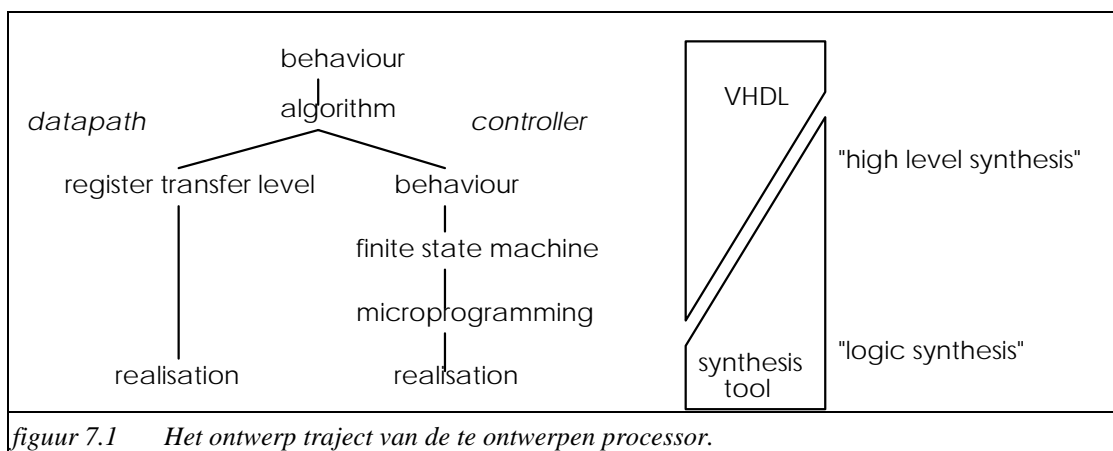 behaviour
algorithm
datapath
controller
register transfer level
behaviour
finite state machine
microprogramming
realisation
realisation
VHDL
"high level synthesis"
"logic synthesis"
synthesis
tool
figuur 7.1 Het ontwerp traject van de te ontwerpen processor.